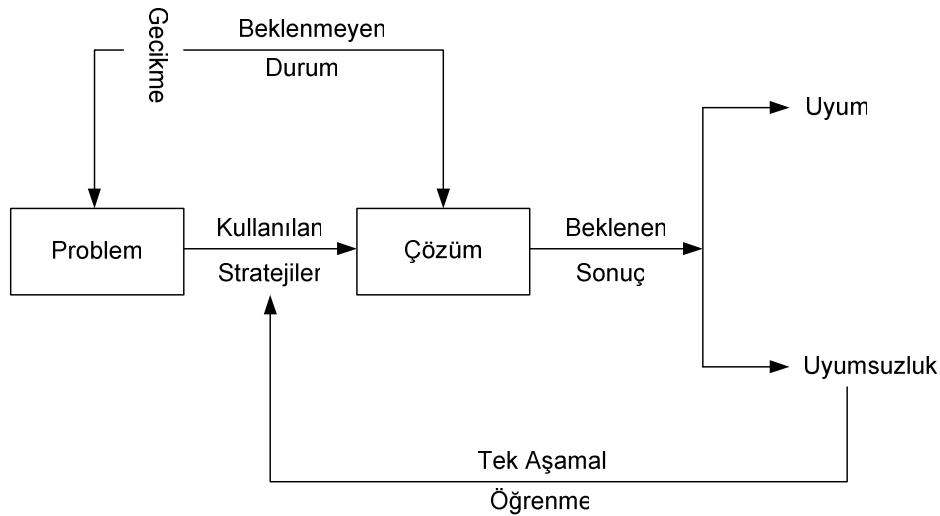 Gecikme
Beklenmeyen
Durum
Uyum
Problem
Kullanılan
Stratejiler
Çözüm
Beklenen
Sonuç
Uyumsuzluk
Tek Aşamal
Öğrenme